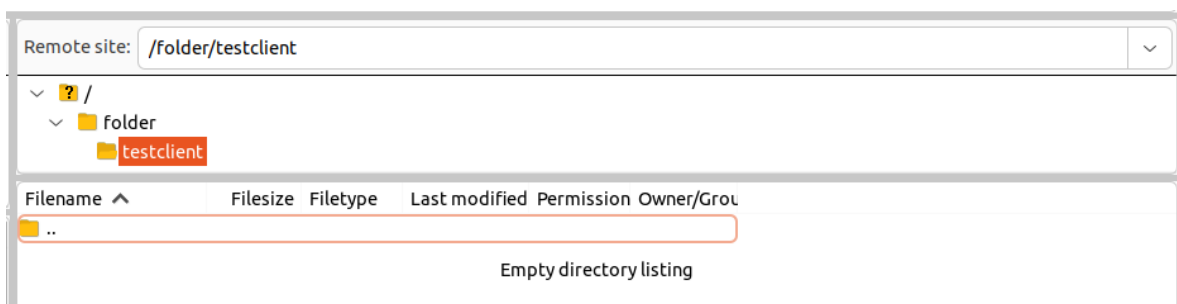 Remote site: /folder/testclient
? /
folder
testclient
Filename Filesize Filetype Last modified Permission Owner/Grou
..
Empty directory listing